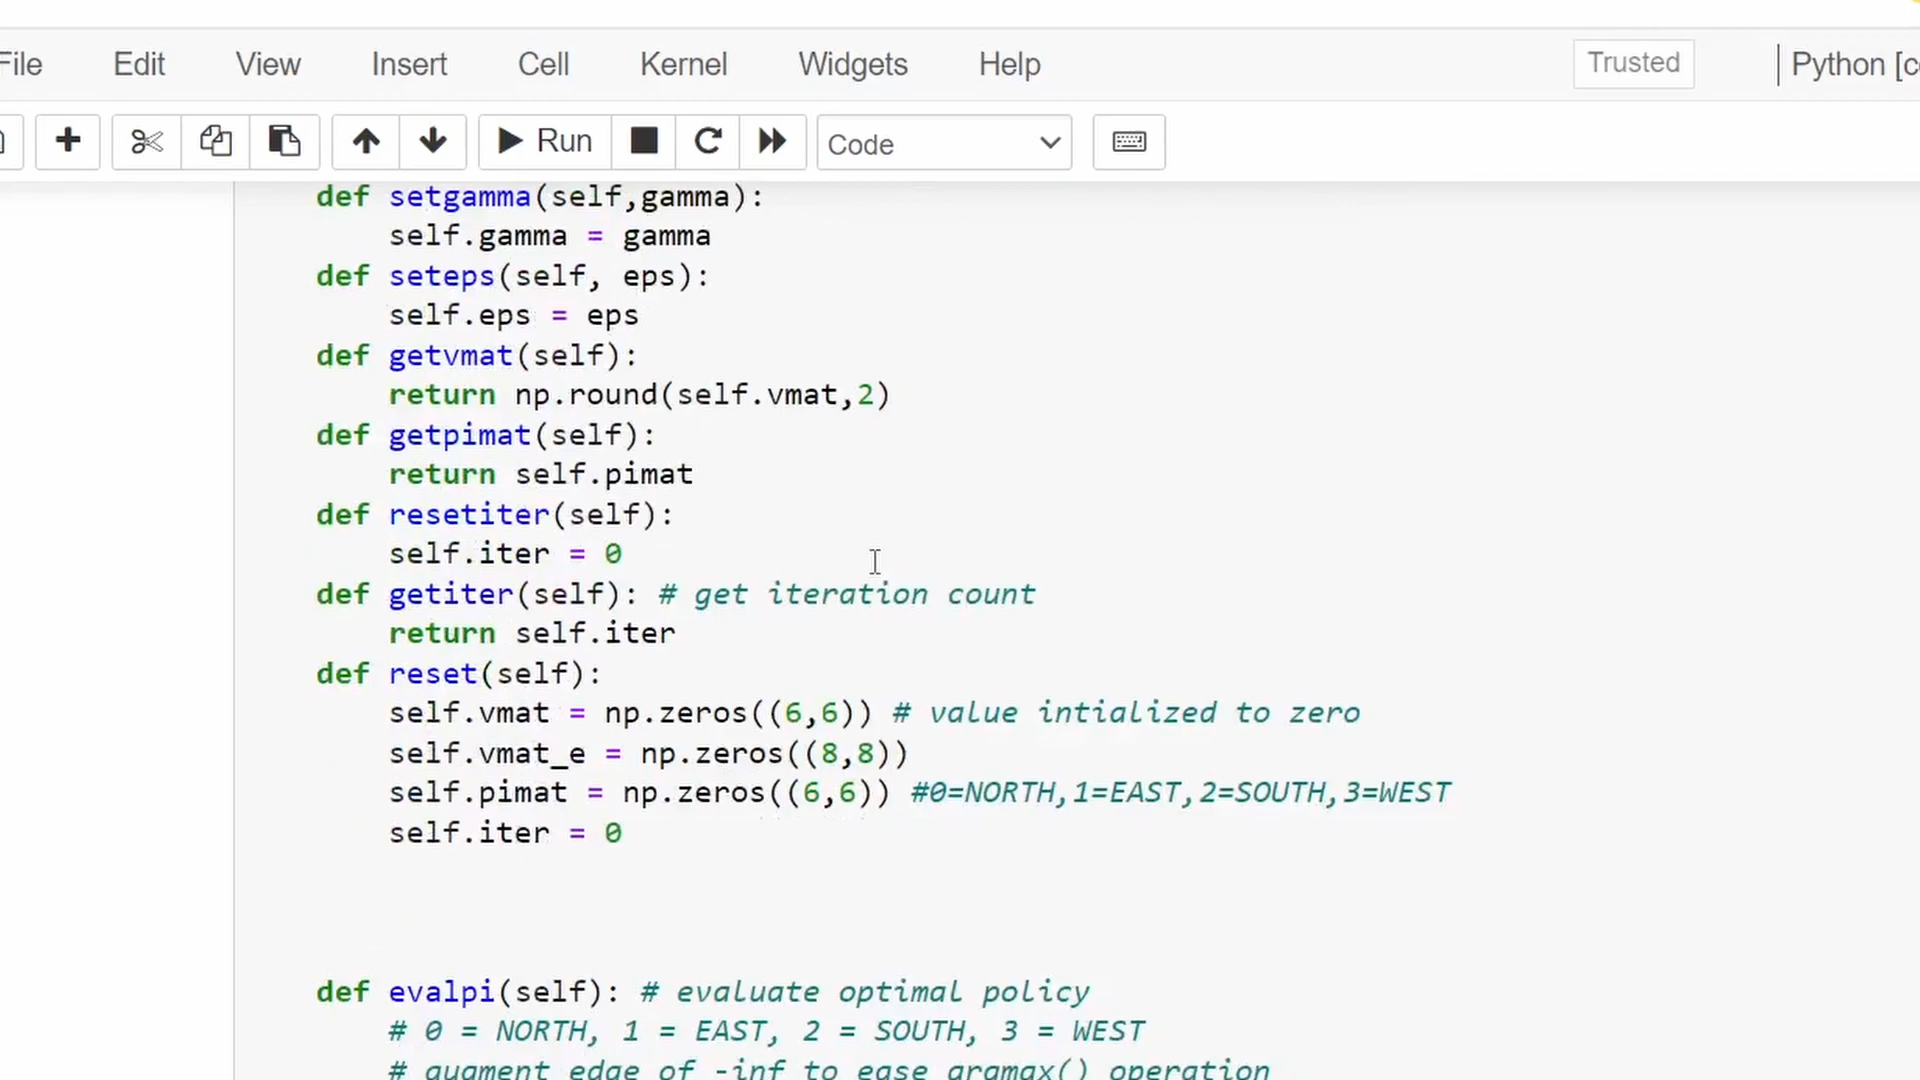 File Edit View Insert Cell Kernel Widgets Help Trusted Python [c
Run Code
def setgamma(self,gamma):
self.gamma = gamma
def seteps(self, eps):
self.eps = eps
def getvmat(self):
return np.round(self.vmat,2)
def getpimat(self):
return self.pimat
def resetiter(self):
self.iter = 0
def getiter(self): # get iteration count
return self.iter
def reset(self):
self.vmat = np.zeros((6,6)) # value intialized to zero
self.vmat_e = np.zeros((8,8))
self.pimat = np.zeros((6,6)) #0=NORTH,1=EAST,2=SOUTH,3=WEST
self.iter = 0
def evalpi(self): # evaluate optimal policy
# 0 = NORTH, 1 = EAST, 2 = SOUTH, 3 = WEST
# augment edge of -inf to ease argmax() operation